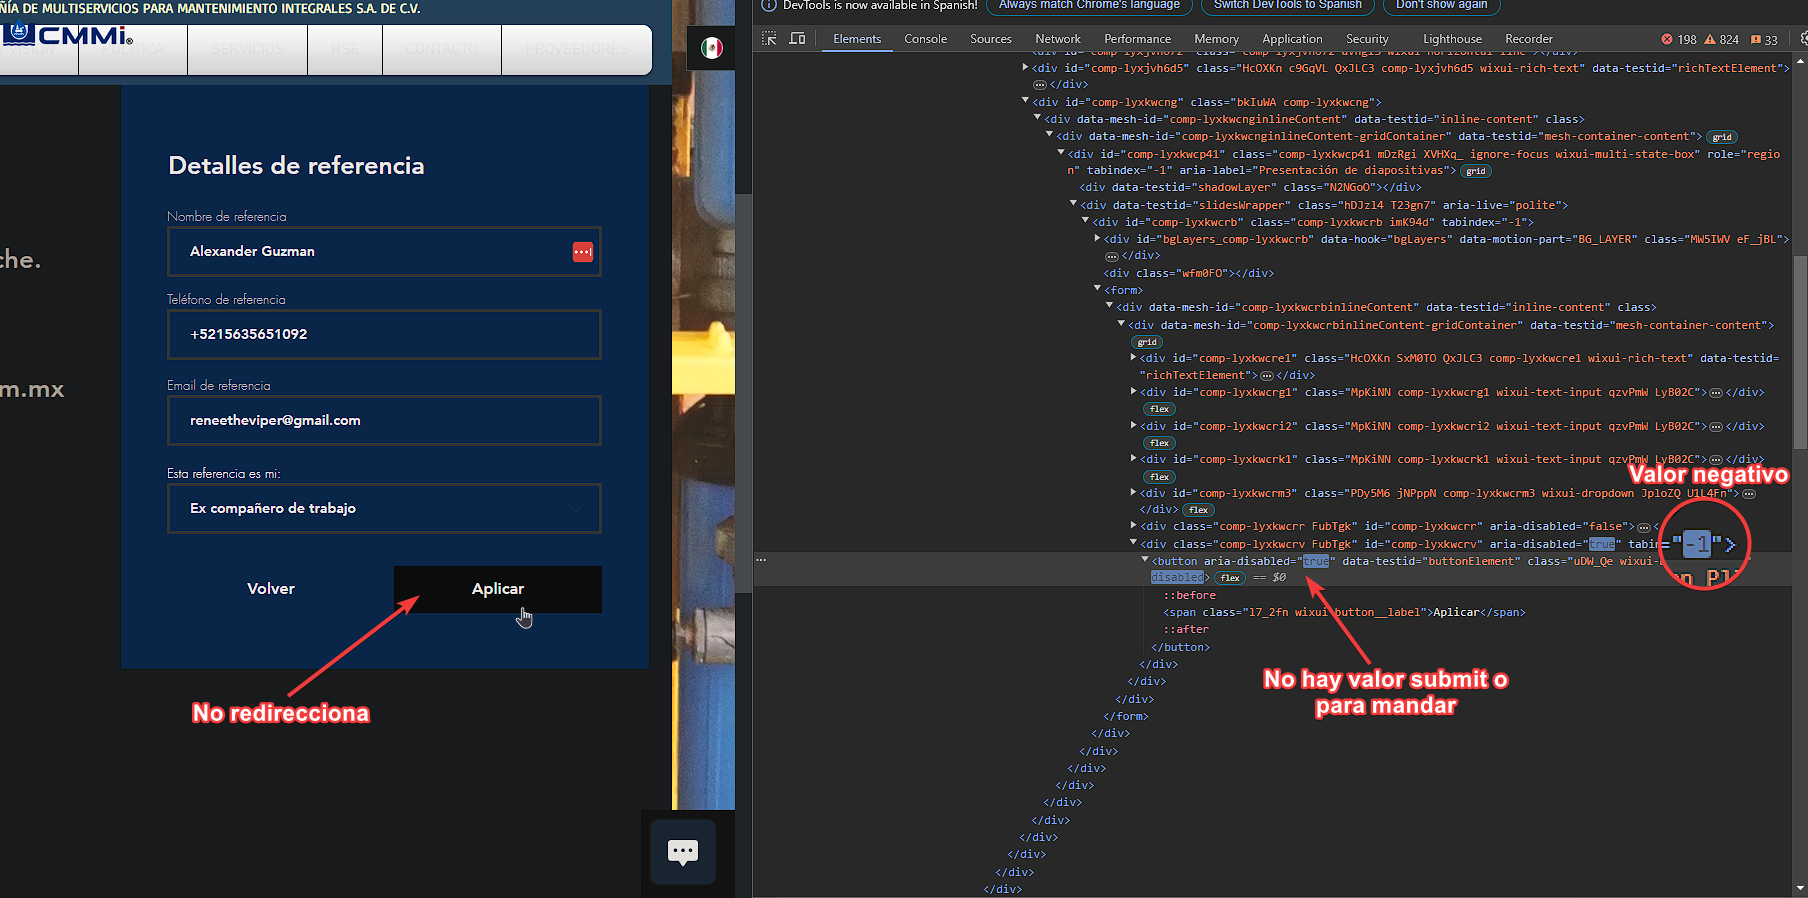 ÑÍA DE MULTISERVICIOS PARA MANTENIMIENTO INTEGRALES S.A. DE C.V.
CMMi®
POLÍTICA
SERVICIOS
RSE
CONTACTO
PROVEEDORES
che.
m.mx
Detalles de referencia
Nombre de referencia
Alexander Guzman
Teléfono de referencia
+5215635651092
Email de referencia
reneetheviper@gmail.com
Esta referencia es mi:
Ex compañero de trabajo
Volver
Aplicar
No redirecciona
DevTools is now available in Spanish!
Always match Chrome's language
Switch DevTools to Spanish
Don't show again
Elements Console Sources Network Performance Memory Application Security Lighthouse Recorder 198 824 33
<div id="comp-lyxjvh6d5" class="HcOXKn c9GqVL QxJLC3 comp-lyxjvh6d5 wixui-rich-text" data-testid="richTextElement">
… </div>
<div id="comp-lyxkwcng" class="bkIuWA comp-lyxkwcng">
<div data-mesh-id="comp-lyxkwcnginlineContent" data-testid="inline-content" class>
<div data-mesh-id="comp-lyxkwcnginlineContent-gridContainer" data-testid="mesh-container-content"> grid
<div id="comp-lyxkwcp41" class="comp-lyxkwcp41 mDzRgi XVHXq_ ignore-focus wixui-multi-state-box" role="regio
n" tabindex="-1" aria-label="Presentación de diapositivas"> grid
<div data-testid="shadowLayer" class="N2NGoO"></div>
<div data-testid="slidesWrapper" class="hDJzl4 T23gn7" aria-live="polite">
<div id="comp-lyxkwcrb" class="comp-lyxkwcrb imK94d" tabindex="-1">
<div id="bgLayers_comp-lyxkwcrb" data-hook="bgLayers" data-motion-part="BG_LAYER" class="MW5IWV eF_jBL">
… </div>
<div class="wfm0FO"></div>
<form>
<div data-mesh-id="comp-lyxkwcrbinlineContent" data-testid="inline-content" class>
<div data-mesh-id="comp-lyxkwcrbinlineContent-gridContainer" data-testid="mesh-container-content">
grid
<div id="comp-lyxkwcre1" class="HcOXKn SxM0TO QxJLC3 comp-lyxkwcre1 wixui-rich-text" data-testid=
"richTextElement"> … </div>
<div id="comp-lyxkwcrg1" class="MpKiNN comp-lyxkwcrg1 wixui-text-input qzvPmW LyB02C"> … </div>
flex
<div id="comp-lyxkwcri2" class="MpKiNN comp-lyxkwcri2 wixui-text-input qzvPmW LyB02C"> … </div>
flex
<div id="comp-lyxkwcrk1" class="MpKiNN comp-lyxkwcrk1 wixui-text-input qzvPmW LyB02C"> … </div>
flex
Valor negativo
<div id="comp-lyxkwcrm3" class="PDy5M6 jNPppN comp-lyxkwcrm3 wixui-dropdown JploZQ U1L4Fn"> …
</div> flex
<div class="comp-lyxkwcrr FubTgk" id="comp-lyxkwcrr" aria-disabled="false"> … <
<div class="comp-lyxkwcrv FubTgk" id="comp-lyxkwcrv" aria-disabled="true" tabin ="-1">
<button aria-disabled="true" data-testid="buttonElement" class="uDW_Qe wixui-
disabled> flex == $0
::before
<span class="l7_2fn wixui-button__label">Aplicar</span>
::after
</button>
</div>
No hay valor submit o
para mandar
</div>
</div>
</form>
</div>
</div>
</div>
</div>
</div>
</div>
</div>
</div>
</div>
</div>